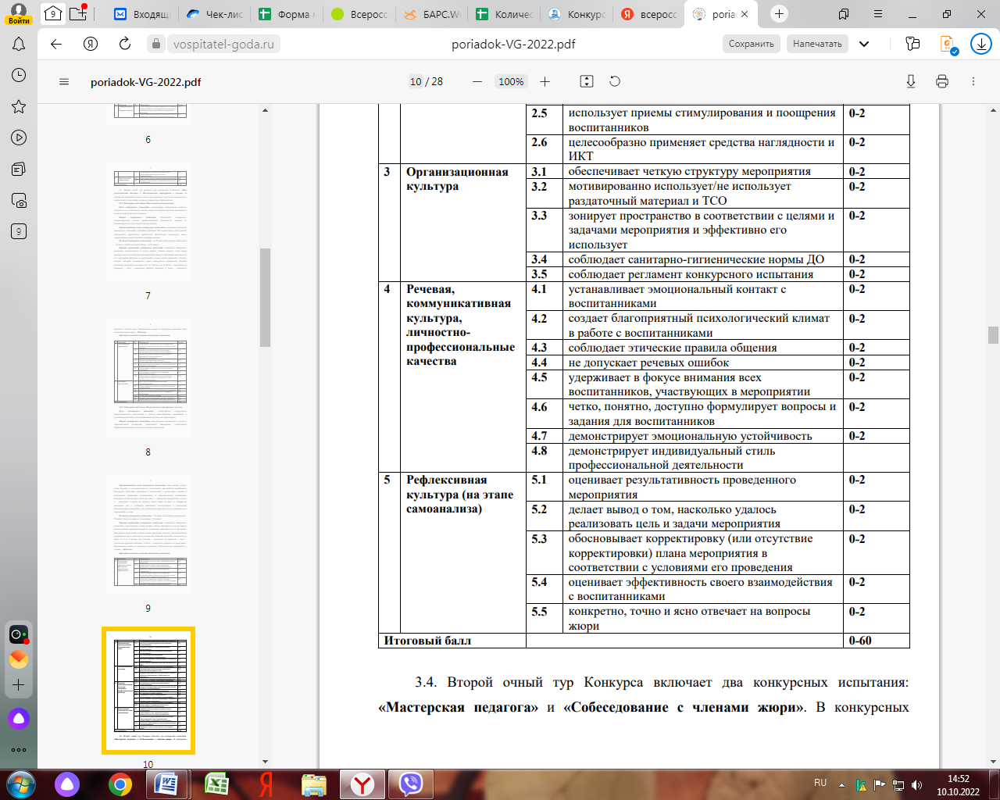 Войти
9
Входящ
Чек-лис
Форма м
Всеросс
БАРС.W
Количес
Конкурс
всеросс
poriad
vospitatel-goda.ru
poriadok-VG-2022.pdf
Сохранить
Напечатать
poriadok-VG-2022.pdf
10 / 28
100%
6
7
8
9
10
9
2.5 использует приемы стимулирования и поощрения 0-2
воспитанников
2.6 целесообразно применяет средства наглядности и 0-2
ИКТ
3 Организационная 3.1 обеспечивает четкую структуру мероприятия 0-2
культура 3.2 мотивированно использует/не использует 0-2
раздаточный материал и ТСО
3.3 зонирует пространство в соответствии с целями и 0-2
задачами мероприятия и эффективно его
использует
3.4 соблюдает санитарно-гигиенические нормы ДО 0-2
3.5 соблюдает регламент конкурсного испытания 0-2
4 Речевая, 4.1 устанавливает эмоциональный контакт с 0-2
коммуникативная воспитанниками
культура, 4.2 создает благоприятный психологический климат 0-2
личностно- в работе с воспитанниками
профессиональные 4.3 соблюдает этические правила общения 0-2
качества 4.4 не допускает речевых ошибок 0-2
4.5 удерживает в фокусе внимания всех 0-2
воспитанников, участвующих в мероприятии
4.6 четко, понятно, доступно формулирует вопросы и 0-2
задания для воспитанников
4.7 демонстрирует эмоциональную устойчивость 0-2
4.8 демонстрирует индивидуальный стиль
профессиональной деятельности
5 Рефлексивная 5.1 оценивает результативность проведенного 0-2
культура (на этапе мероприятия
самоанализа) 5.2 делает вывод о том, насколько удалось 0-2
реализовать цель и задачи мероприятия
5.3 обосновывает корректировку (или отсутствие 0-2
корректировки) плана мероприятия в
соответствии с условиями его проведения
5.4 оценивает эффективность своего взаимодействия 0-2
с воспитанниками
5.5 конкретно, точно и ясно отвечает на вопросы 0-2
жюри
Итоговый балл 0-60
3.4. Второй очный тур Конкурса включает два конкурсных испытания:
«Мастерская педагога» и «Собеседование с членами жюри». В конкурсных
RU
14:52
10.10.2022